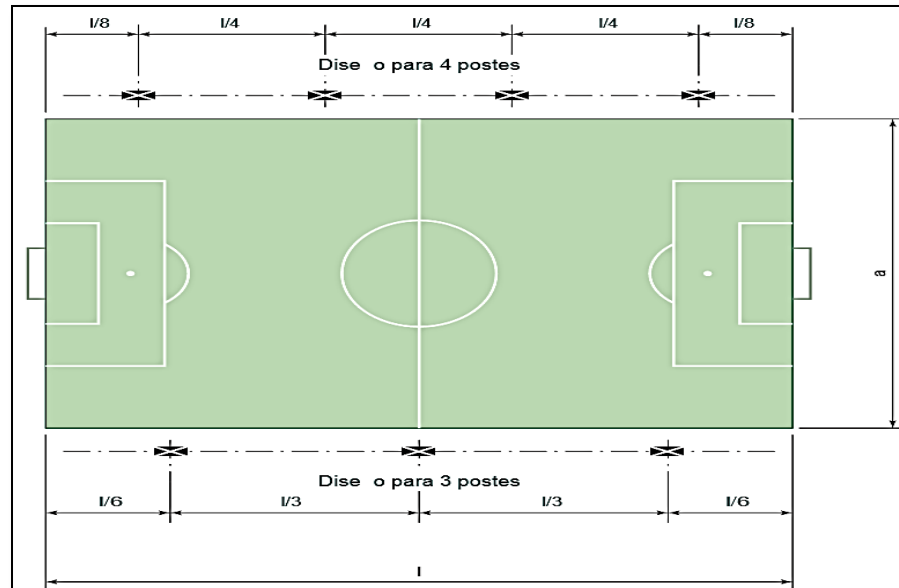 l/8 l/4 l/4 l/4 l/8
Dise o para 4 postes
a
Dise o para 3 postes
l/6 l/3 l/3 l/6
l